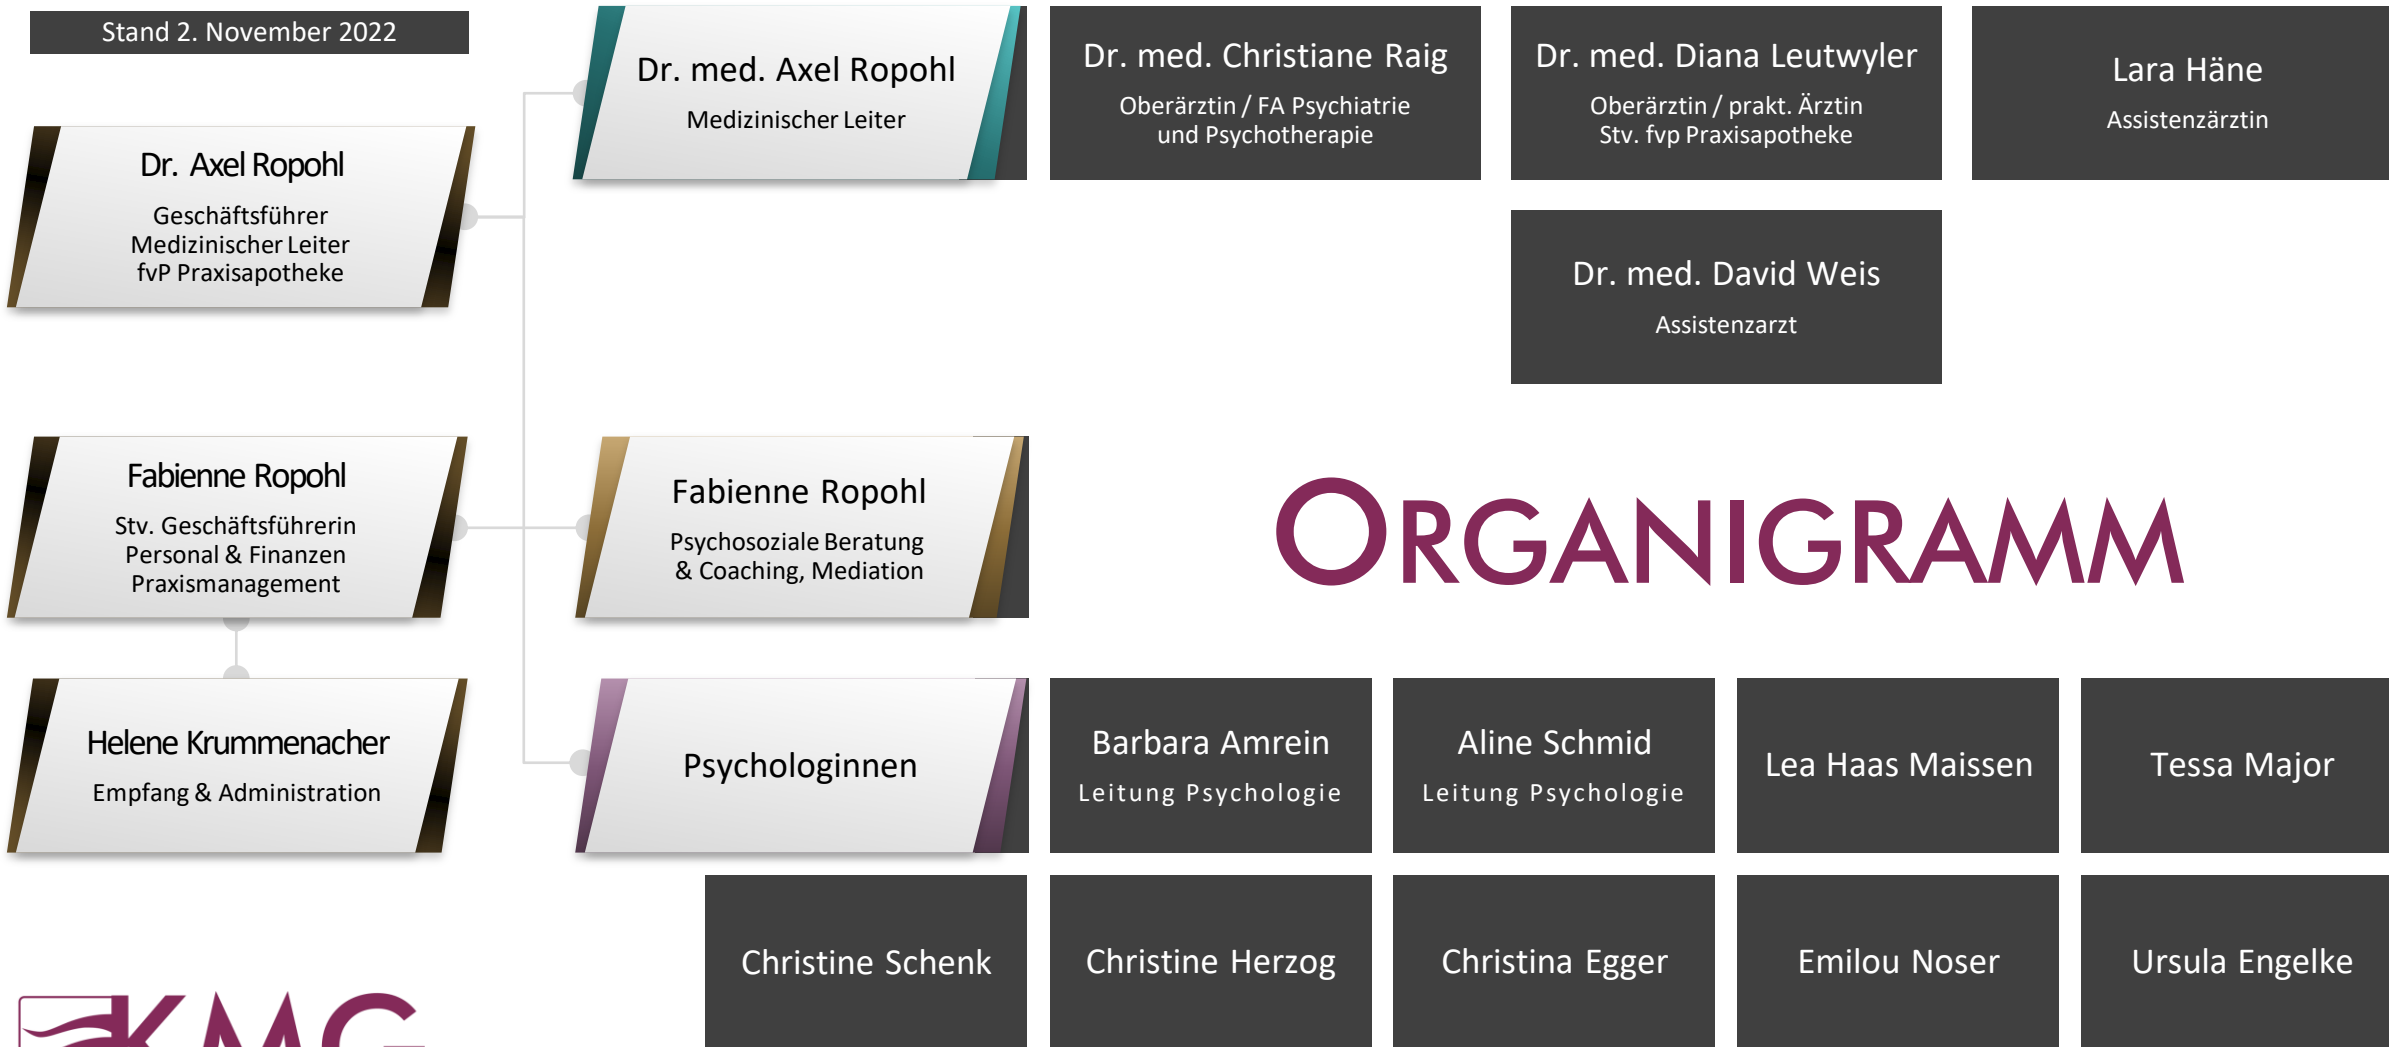 Stand 2. November 2022
Dr. Axel Ropohl
Geschäftsführer
Medizinischer Leiter
fvP Praxisapotheke
Dr. med. Axel Ropohl
Medizinischer Leiter
Dr. med. Christiane Raig
Oberärztin / FA Psychiatrie
und Psychotherapie
Dr. med. Diana Leutwyler
Oberärztin / prakt. Ärztin
Stv. fvp Praxisapotheke
Lara Häne
Assistenzärztin
Dr. med. David Weis
Assistenzarzt
Fabienne Ropohl
Stv. Geschäftsführerin
Personal & Finanzen
Praxismanagement
Fabienne Ropohl
Psychosoziale Beratung
& Coaching, Mediation
ORGANIGRAMM
Helene Krummenacher
Empfang & Administration
Psychologinnen
Barbara Amrein
Leitung Psychologie
Aline Schmid
Leitung Psychologie
Lea Haas Maissen
Tessa Major
Christine Schenk
Christine Herzog
Christina Egger
Emilou Noser
Ursula Engelke
KMG